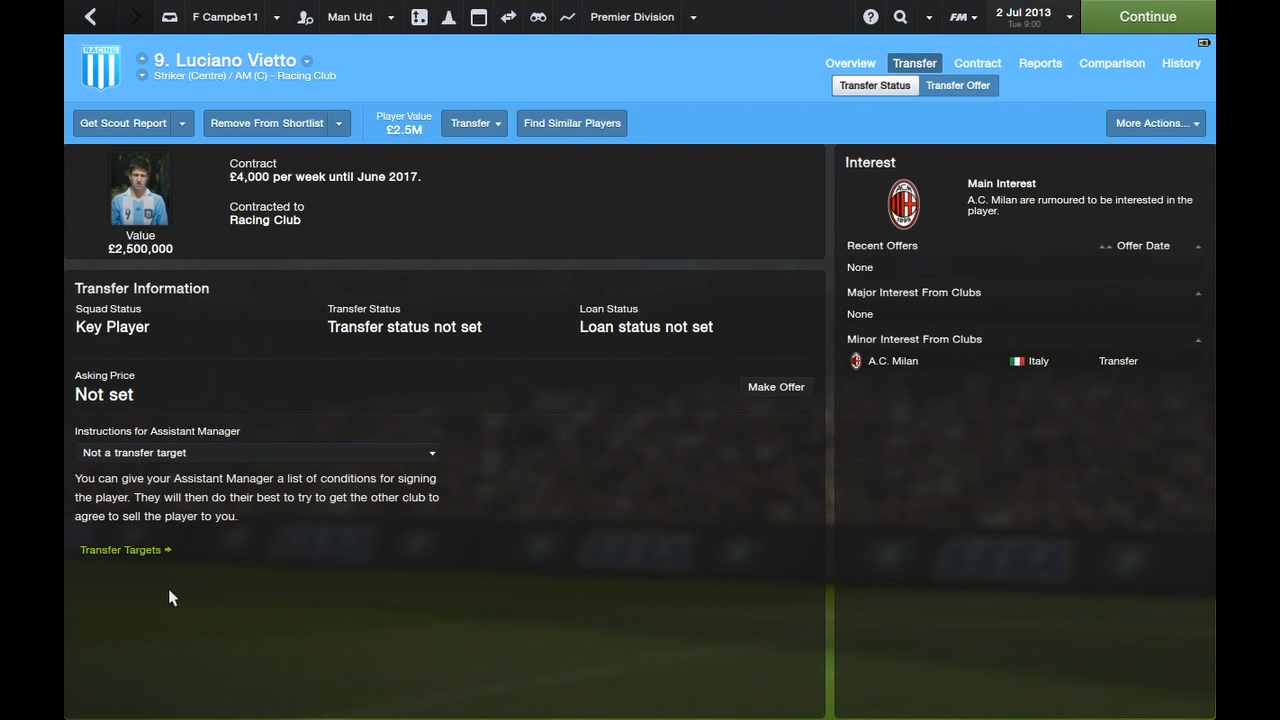 F Campbe11
Man Utd
Premier Division
FM
2 Jul 2013
Tue 9:00
Continue
RACING
9. Luciano Vietto
Striker (Centre) / AM (C) - Racing Club
Overview
Transfer
Contract
Reports
Comparison
History
Transfer Status
Transfer Offer
Get Scout Report
Remove From Shortlist
Player Value
£2.5M
Transfer
Find Similar Players
More Actions...
Contract
£4,000 per week until June 2017.
Contracted to
Racing Club
Value
£2,500,000
Transfer Information
Squad Status
Key Player
Transfer Status
Transfer status not set
Loan Status
Loan status not set
Asking Price
Not set
Make Offer
Instructions for Assistant Manager
Not a transfer target
You can give your Assistant Manager a list of conditions for signing
the player. They will then do their best to try to get the other club to
agree to sell the player to you.
Transfer Targets
Interest
Main Interest
A.C. Milan are rumoured to be interested in the
player.
Recent Offers
Offer Date
None
Major Interest From Clubs
None
Minor Interest From Clubs
A.C. Milan
Italy
Transfer